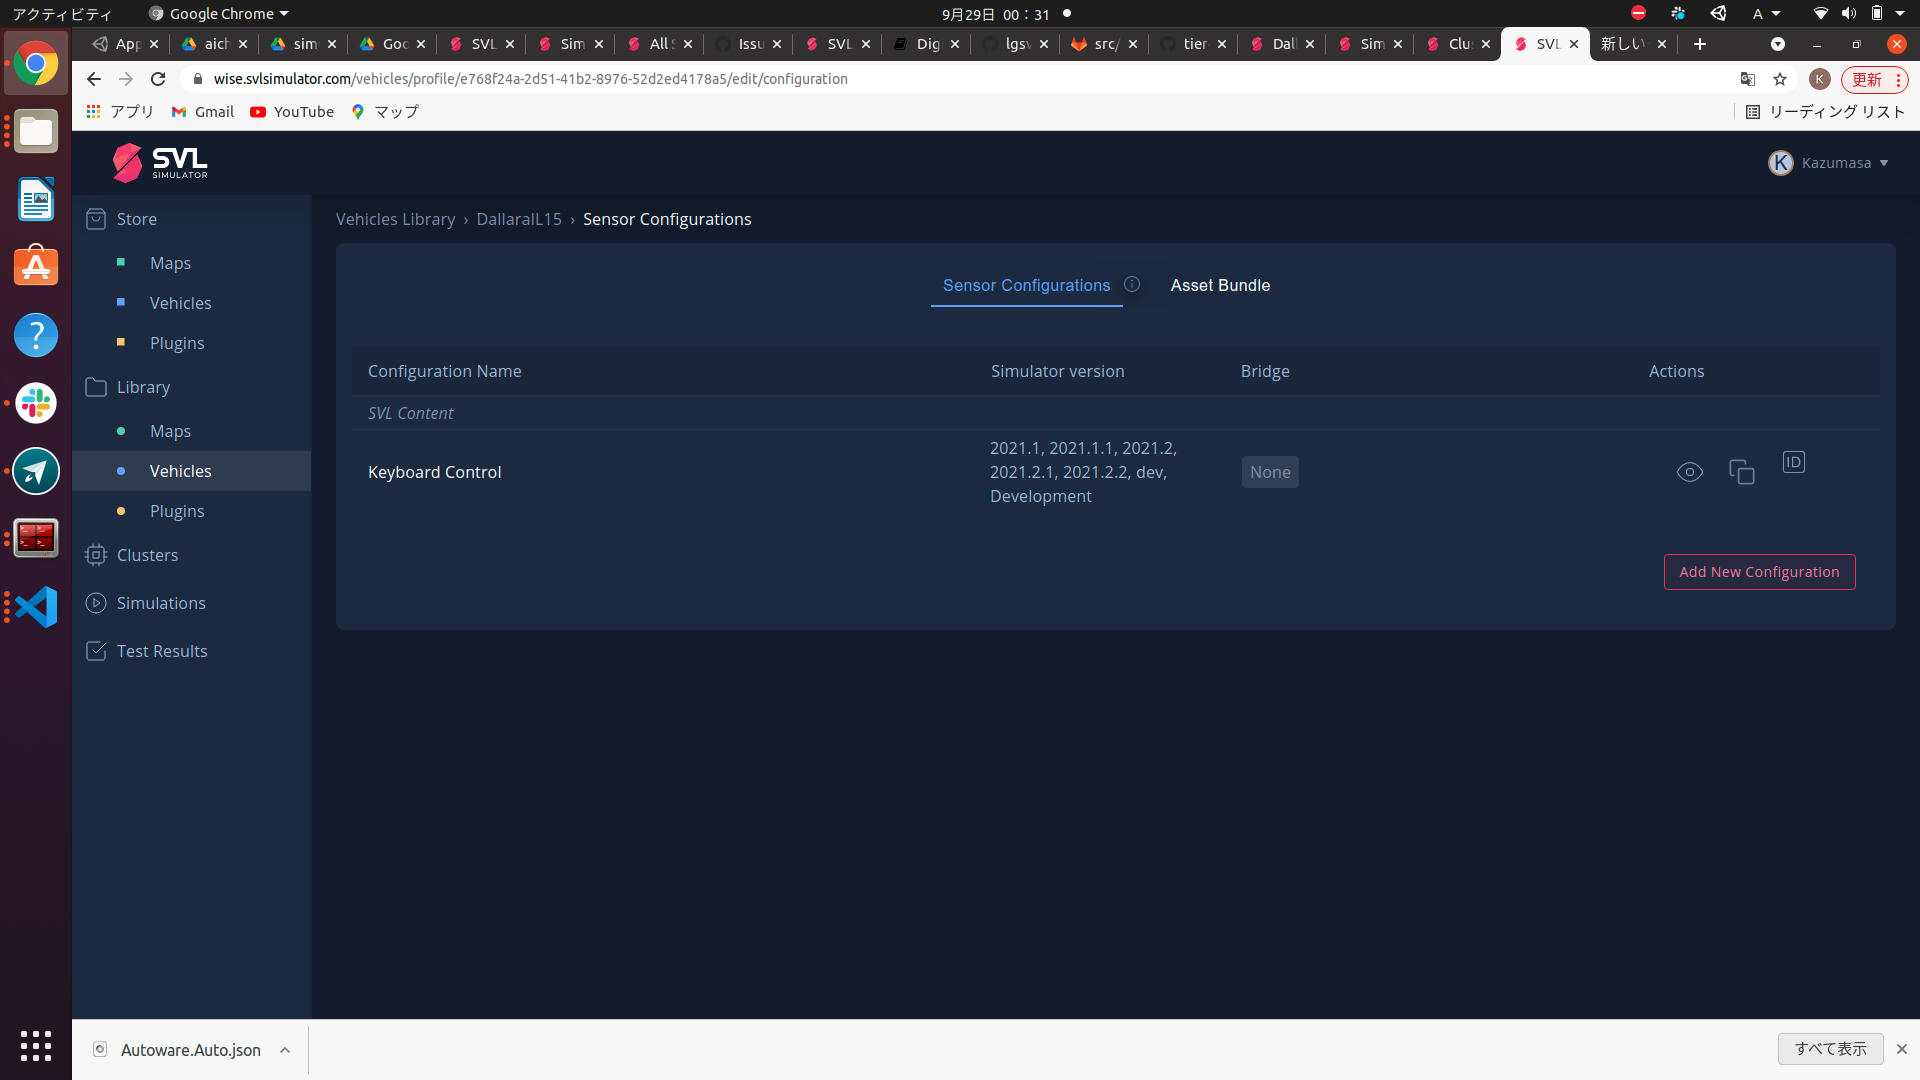 アクティビティ
Google Chrome
9月29日 00：31
A
App
aich
sim
Goo
SVL
Sim
All S
Issu
SVL
Dig
lgsv
src/
tier
Dall
Sim
Clu
SVL
新しい
wise.svlsimulator.com/vehicles/profile/e768f24a-2d51-41b2-8976-52d2ed4178a5/edit/configuration
K
更新
アプリ
Gmail
YouTube
マップ
リーディング リスト
SVL
SIMULATOR
K
Kazumasa
Store
Maps
Vehicles
Plugins
Library
Maps
Vehicles
Plugins
Clusters
Simulations
Test Results
Vehicles Library › DallaraIL15 › Sensor Configurations
Sensor Configurations
Asset Bundle
Configuration Name
Simulator version
Bridge
Actions
SVL Content
Keyboard Control
2021.1, 2021.1.1, 2021.2,
2021.2.1, 2021.2.2, dev,
Development
None
ID
Add New Configuration
Autoware.Auto.json
すべて表示